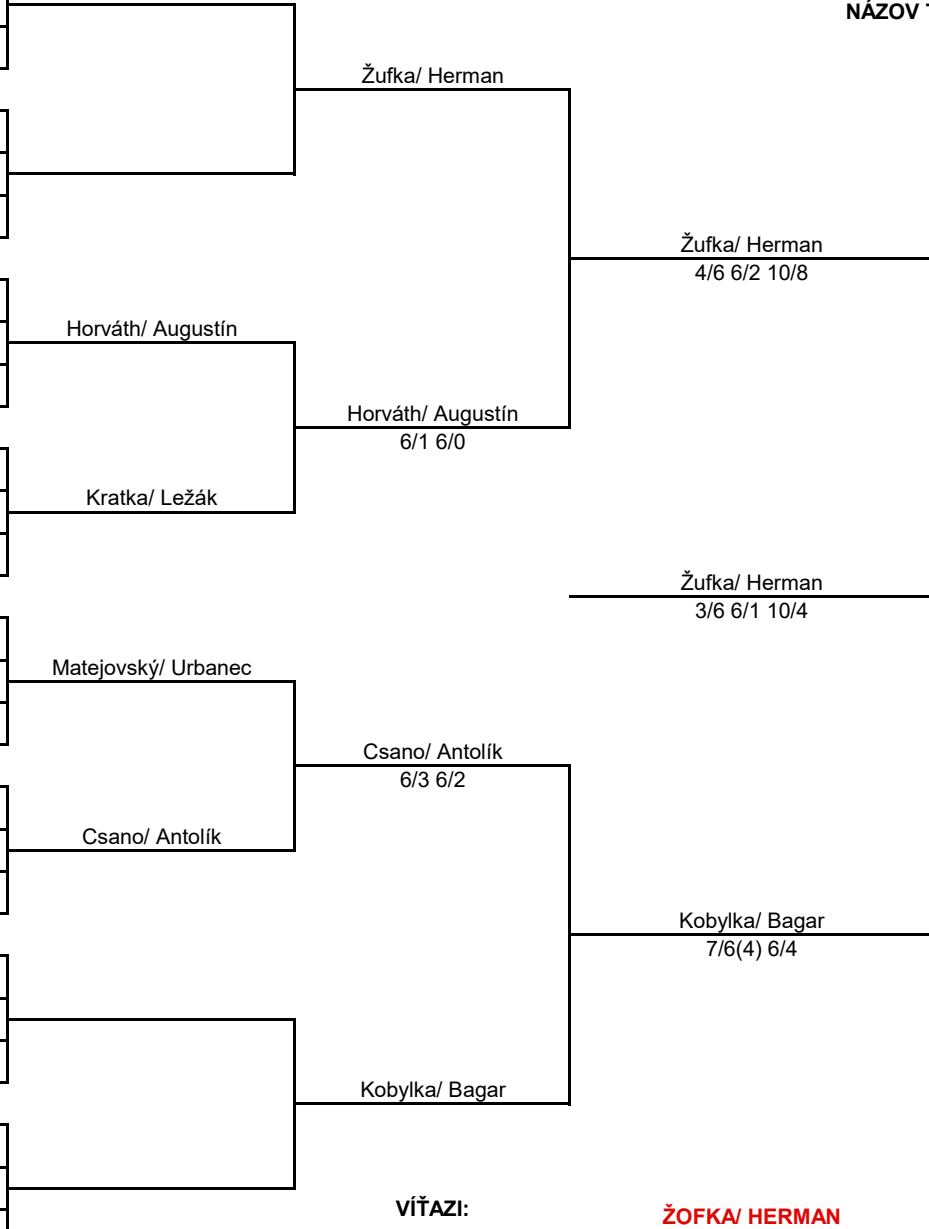 NÁZOV
Žufka/ Herman
Žufka/ Herman
4/6 6/2 10/8
Horváth/ Augustín
Horváth/ Augustín
6/1 6/0
Kratka/ Ležák
Žufka/ Herman
3/6 6/1 10/4
Matejovský/ Urbanec
Csano/ Antolík
6/3 6/2
Csano/ Antolík
Kobylka/ Bagar
7/6(4) 6/4
Kobylka/ Bagar
VÍŤAZI:
ŽOFKA/ HERMAN